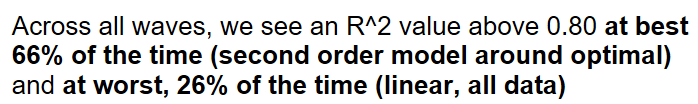 Across all waves, we see an R^2 value above 0.80 at best
66% of the time (second order model around optimal)
and at worst, 26% of the time (linear, all data)